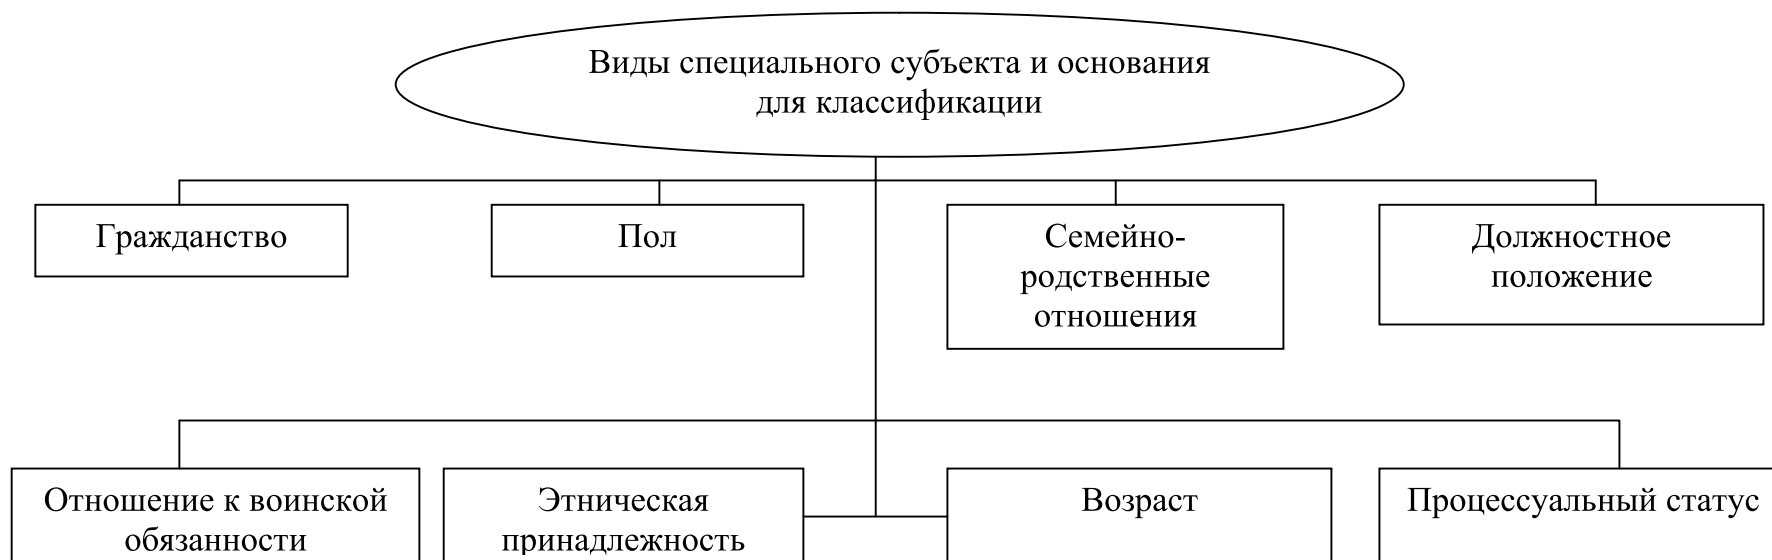 Виды специального субъекта и основания
для классификации
Гражданство
Пол
Семейно-
родственные
отношения
Должностное
положение
Отношение к воинской
обязанности
Этническая
принадлежность
Возраст
Процессуальный статус